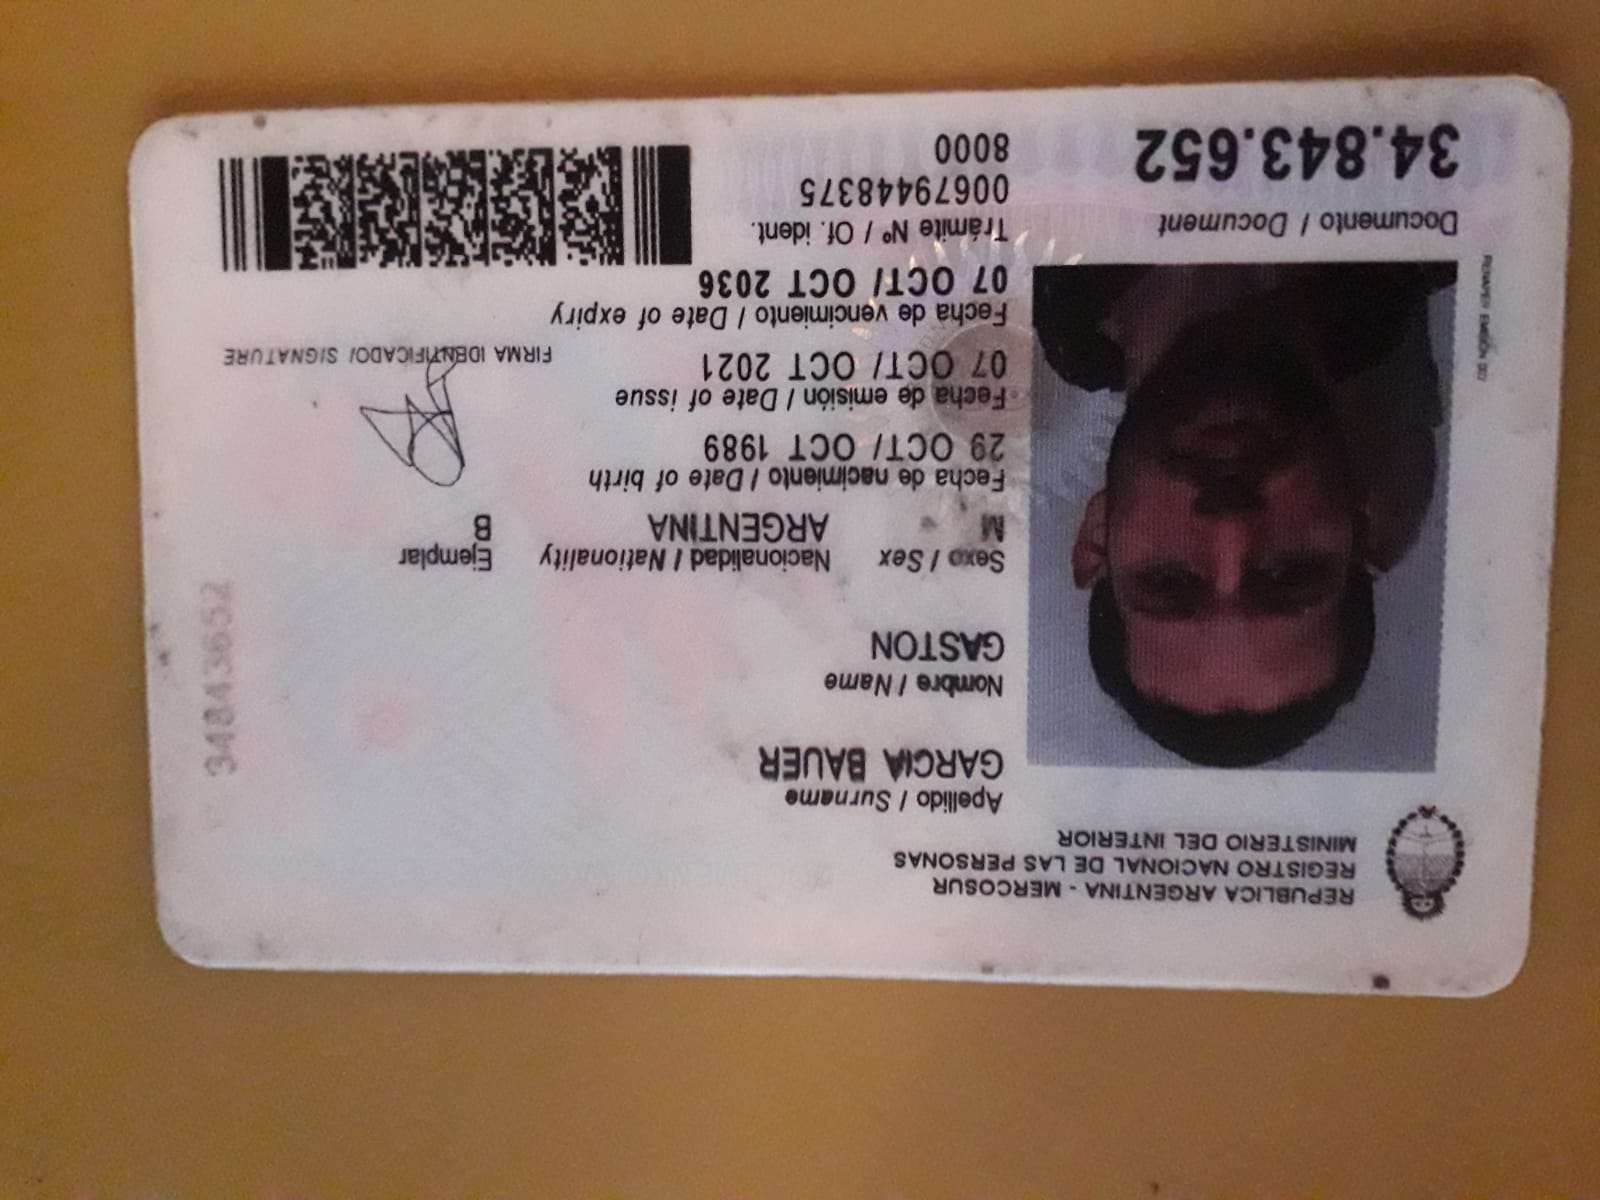 REPUBLICA ARGENTINA - MERCOSUR
REGISTRO NACIONAL DE LAS PERSONAS
MINISTERIO DEL INTERIOR
Apellido / Surname
GARCIA BAUER
Nombre / Name
GASTON
Sexo / Sex Nacionalidad / Nationality Ejemplar
M ARGENTINA B
Fecha de nacimiento / Date of birth
29 OCT/ OCT 1989
Fecha de emisión / Date of issue
07 OCT/ OCT 2021
FIRMA IDENTIFICADO/ SIGNATURE
Fecha de vencimiento / Date of expiry
07 OCT/ OCT 2036
Documento / Document
34.843.652
Trámite Nº / Of. ident.
00679448375
8000
34843652